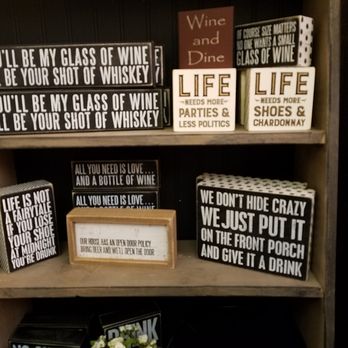 Wine
and
Dine
OF COURSE SIZE MATTERS
NO ONE WANTS A SMALL
GLASS OF WINE
YOU'LL BE MY GLASS OF WINE
BE YOUR SHOT OF WHISKEY
YOU'LL BE MY GLASS OF WINE
BE YOUR SHOT OF WHISKEY
LIFE
NEEDS MORE
PARTIES &
LESS POLITICS
LIFE
NEEDS MORE
SHOES &
CHARDONNAY
ALL YOU NEED IS LOVE...
AND A BOTTLE OF WINE
ALL YOU NEED IS LOVE...
LIFE IS NOT
A FAIRYTALE
IF YOU LOSE
YOUR SHOE
AT MIDNIGHT
YOU'RE DRUNK
OUR HOUSE HAS AN OPEN DOOR POLICY
BRING BEER AND WE'LL OPEN THE DOOR
WE DON'T HIDE CRAZY
WE JUST PUT IT
ON THE FRONT PORCH
AND GIVE IT A DRINK